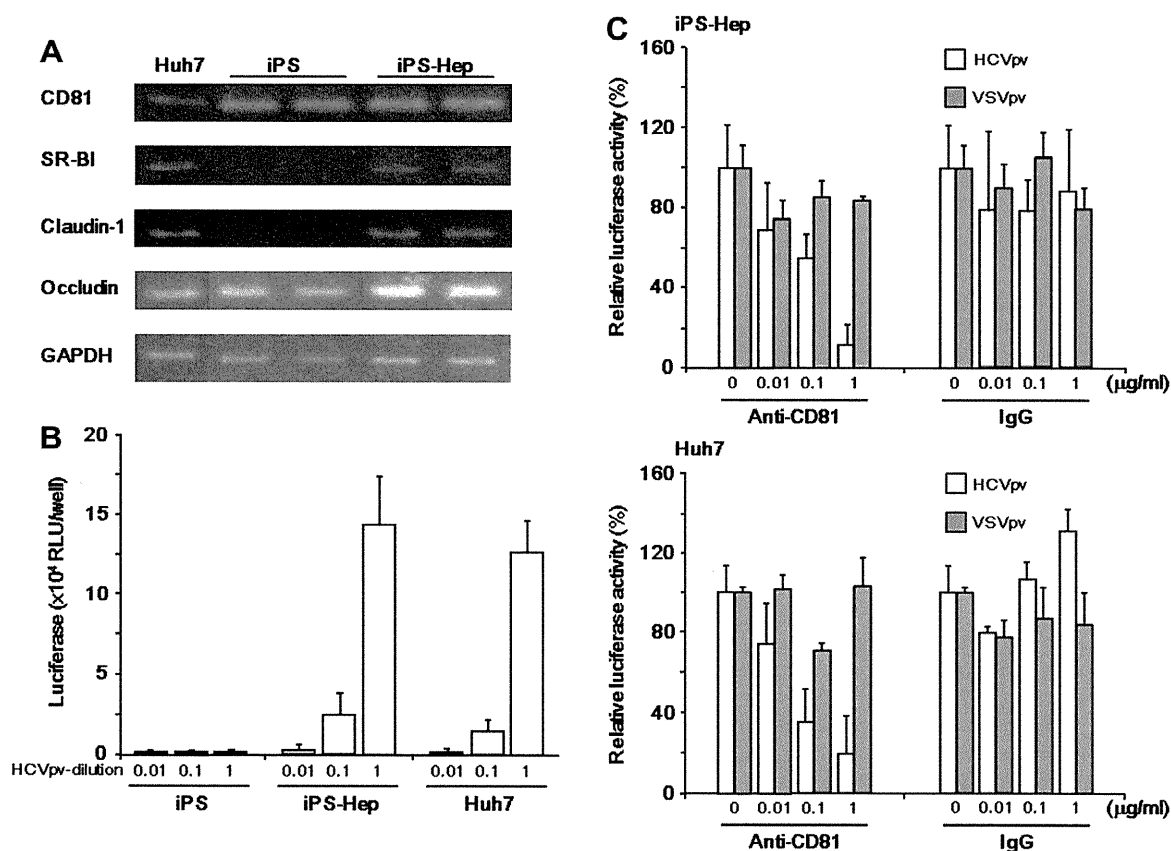 A
Huh7 iPS iPS-Hep
CD81
SR-BI
Claudin-1
Occludin
GAPDH
B
Luciferase (x10⁴ RLU/well)
20
15
10
5
0
HCVpv-dilution 0.01 0.1 1 0.01 0.1 1 0.01 0.1 1
iPS iPS-Hep Huh7
C
iPS-Hep
Relative luciferase activity (%)
160
120
80
40
0
HCVpv
VSVpv
0 0.01 0.1 1 0 0.01 0.1 1 (µg/ml)
Anti-CD81 IgG
Huh7
Relative luciferase activity (%)
160
120
80
40
0
HCVpv
VSVpv
0 0.01 0.1 1 0 0.01 0.1 1 (µg/ml)
Anti-CD81 IgG